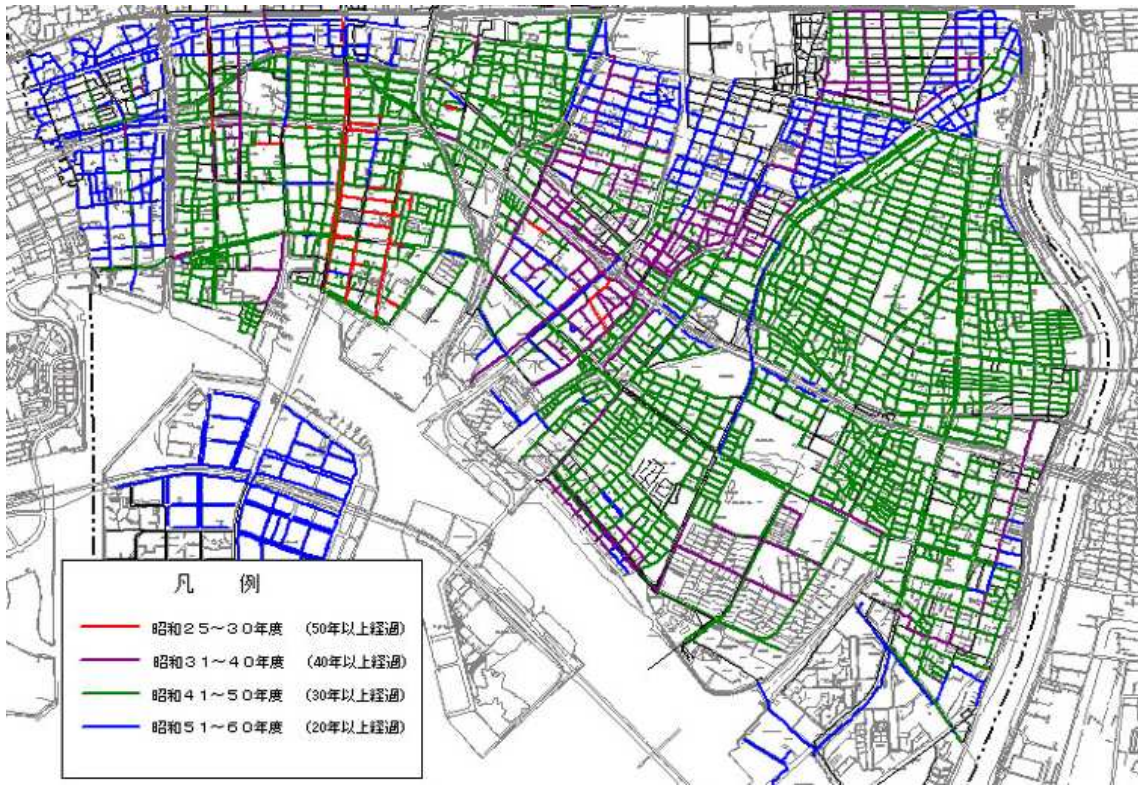 凡　例
昭和２５～３０年度　(50年以上経過)
昭和３１～４０年度　(40年以上経過)
昭和４１～５０年度　(30年以上経過)
昭和５１～６０年度　(20年以上経過)